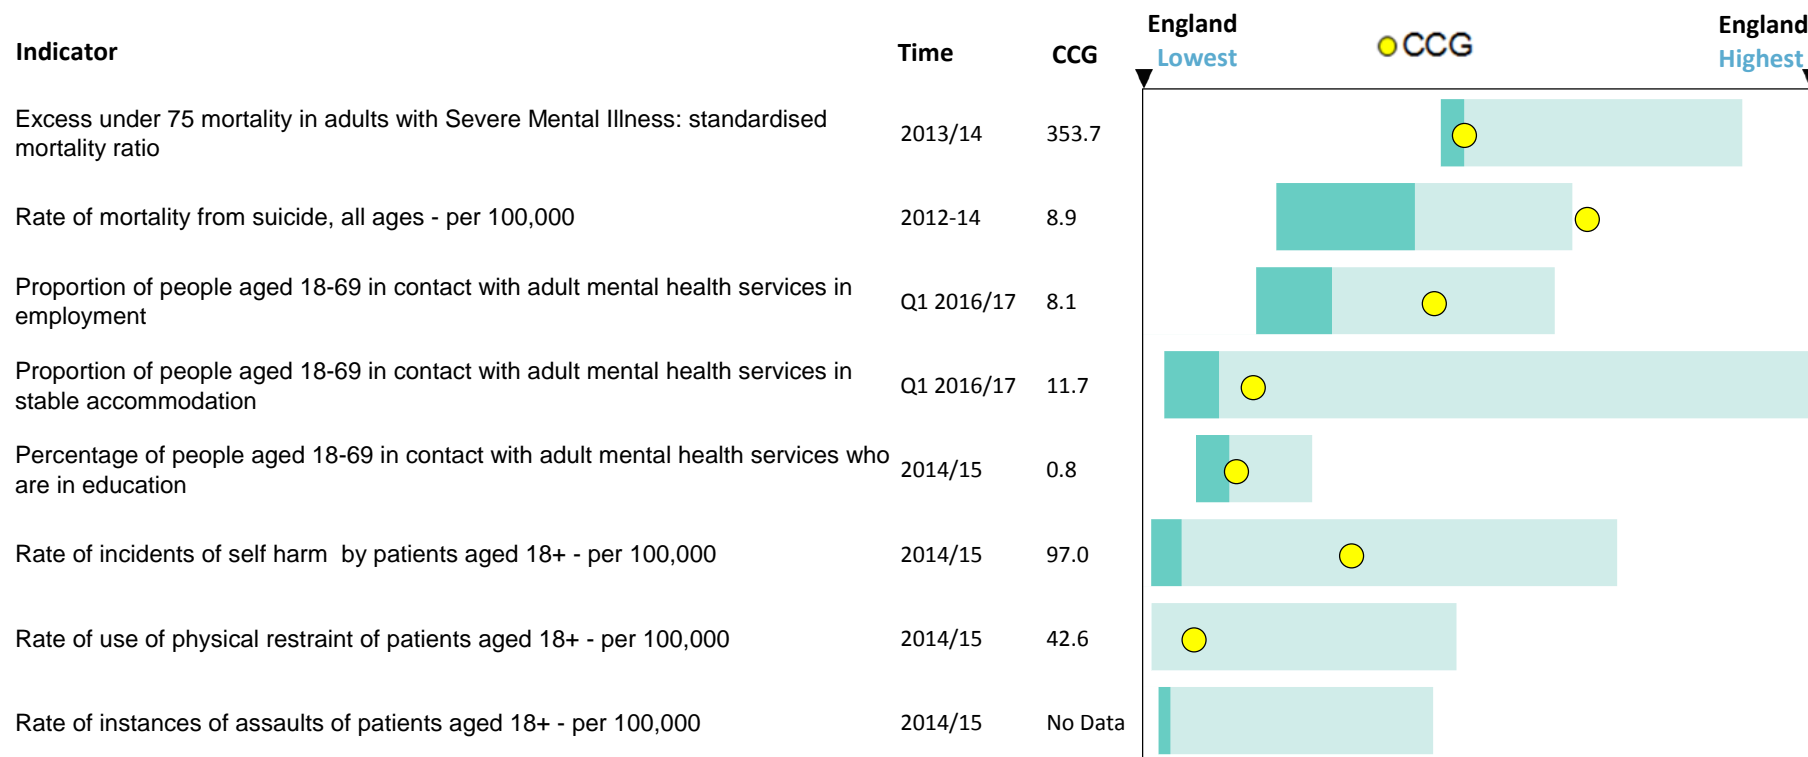 England
England
Indicator Time CCG Lowest CCG Highest
Excess under 75 mortality in adults with Severe Mental Illness: standardised
mortality ratio
2013/14 353.7
Rate of mortality from suicide, all ages - per 100,000 2012-14 8.9
Proportion of people aged 18-69 in contact with adult mental health services in
employment
Q1 2016/17 8.1
Proportion of people aged 18-69 in contact with adult mental health services in
stable accommodation
Q1 2016/17 11.7
Percentage of people aged 18-69 in contact with adult mental health services who
are in education
2014/15 0.8
Rate of incidents of self harm  by patients aged 18+ - per 100,000 2014/15 97.0
Rate of use of physical restraint of patients aged 18+ - per 100,000 2014/15 42.6
Rate of instances of assaults of patients aged 18+ - per 100,000 2014/15 No Data